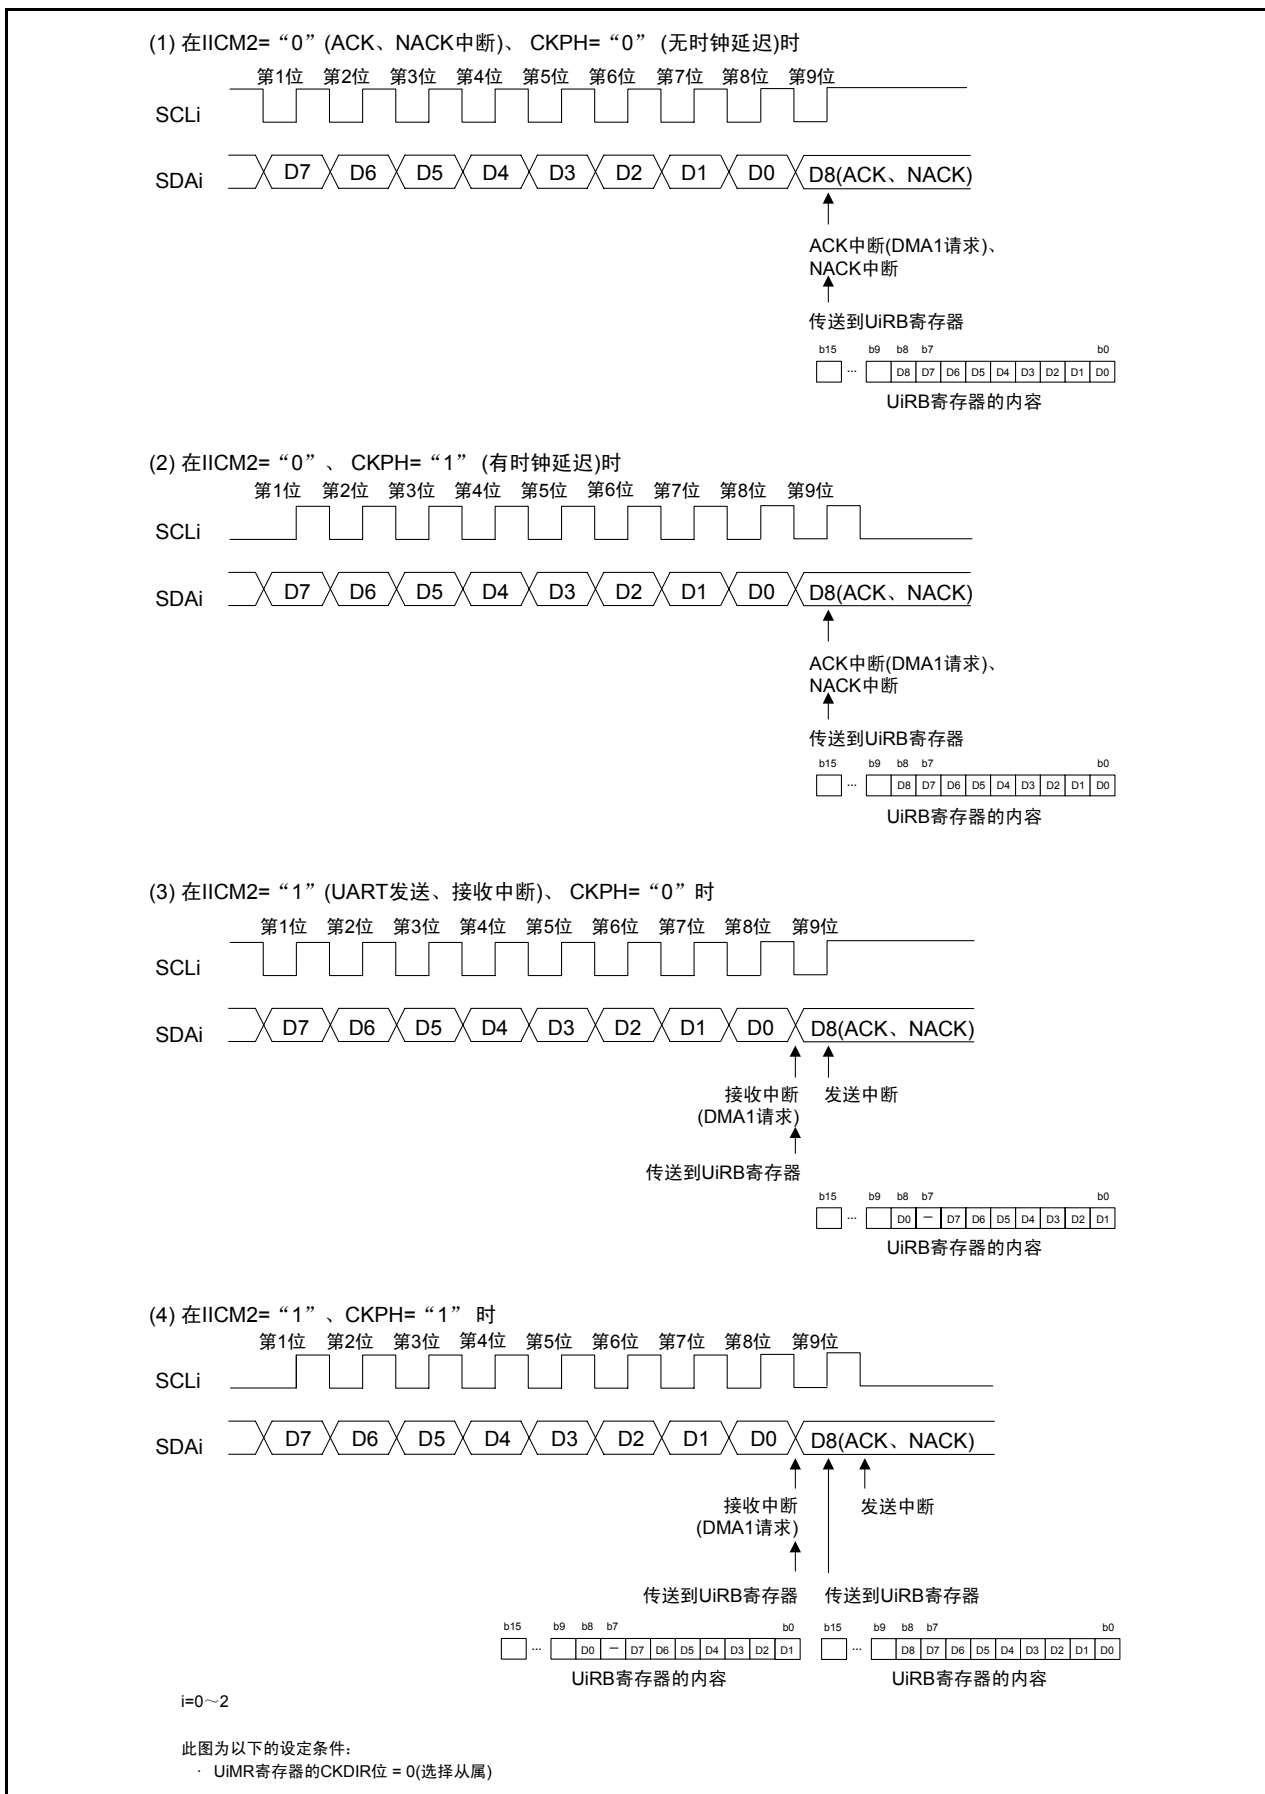 (1) 在IICM2= “0” (ACK、NACK中断)、 CKPH= “0” (无时钟延迟)时
第1位 第2位 第3位 第4位 第5位 第6位 第7位 第8位 第9位
SCLi
SDAi D7 D6 D5 D4 D3 D2 D1 D0 D8(ACK、NACK)
ACK中断(DMA1请求)、
NACK中断
传送到UiRB寄存器
b15 b9 b8 b7 b0
... D8 D7 D6 D5 D4 D3 D2 D1 D0
UiRB寄存器的内容
(2) 在IICM2= “0” 、 CKPH= “1” (有时钟延迟)时
第1位 第2位 第3位 第4位 第5位 第6位 第7位 第8位 第9位
SCLi
SDAi D7 D6 D5 D4 D3 D2 D1 D0 D8(ACK、NACK)
ACK中断(DMA1请求)、
NACK中断
传送到UiRB寄存器
b15 b9 b8 b7 b0
... D8 D7 D6 D5 D4 D3 D2 D1 D0
UiRB寄存器的内容
(3) 在IICM2= “1” (UART发送、接收中断)、 CKPH= “0” 时
第1位 第2位 第3位 第4位 第5位 第6位 第7位 第8位 第9位
SCLi
SDAi D7 D6 D5 D4 D3 D2 D1 D0 D8(ACK、NACK)
接收中断 发送中断
(DMA1请求)
传送到UiRB寄存器
b15 b9 b8 b7 b0
... D0 － D7 D6 D5 D4 D3 D2 D1
UiRB寄存器的内容
(4) 在IICM2= “1” 、CKPH= “1” 时
第1位 第2位 第3位 第4位 第5位 第6位 第7位 第8位 第9位
SCLi
SDAi D7 D6 D5 D4 D3 D2 D1 D0 D8(ACK、NACK)
接收中断 发送中断
(DMA1请求)
传送到UiRB寄存器 传送到UiRB寄存器
b15 b9 b8 b7 b0 b15 b9 b8 b7 b0
... D0 － D7 D6 D5 D4 D3 D2 D1 ... D8 D7 D6 D5 D4 D3 D2 D1 D0
UiRB寄存器的内容 UiRB寄存器的内容
i=0～2
此图为以下的设定条件：
· UiMR寄存器的CKDIR位 = 0(选择从属)